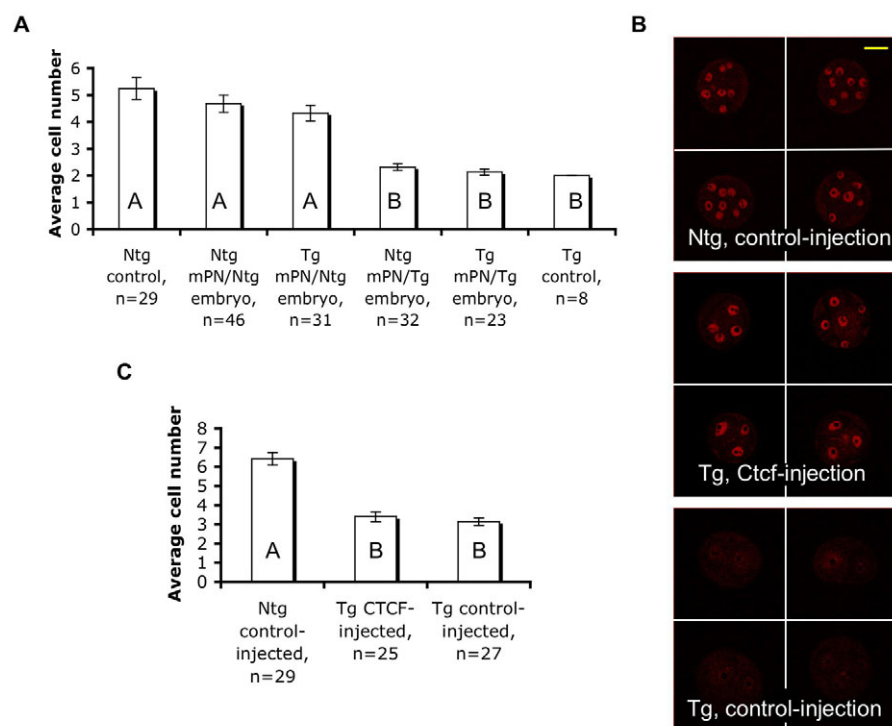 A
Average cell number
6
5
4
3
2
1
0
A
A
A
B
B
B
Ntg
control,
n=29
Ntg
mPN/Ntg
embryo,
n=46
Tg
mPN/Ntg
embryo,
n=31
Ntg
mPN/Tg
embryo,
n=32
Tg
mPN/Tg
embryo,
n=23
Tg
control,
n=8
B
Ntg, control-injection
Tg, Ctcf-injection
Tg, control-injection
C
Average cell number
8
7
6
5
4
3
2
1
0
A
B
B
Ntg
control-
injected,
n=29
Tg CTCF-
injected,
n=25
Tg control-
injected,
n=27